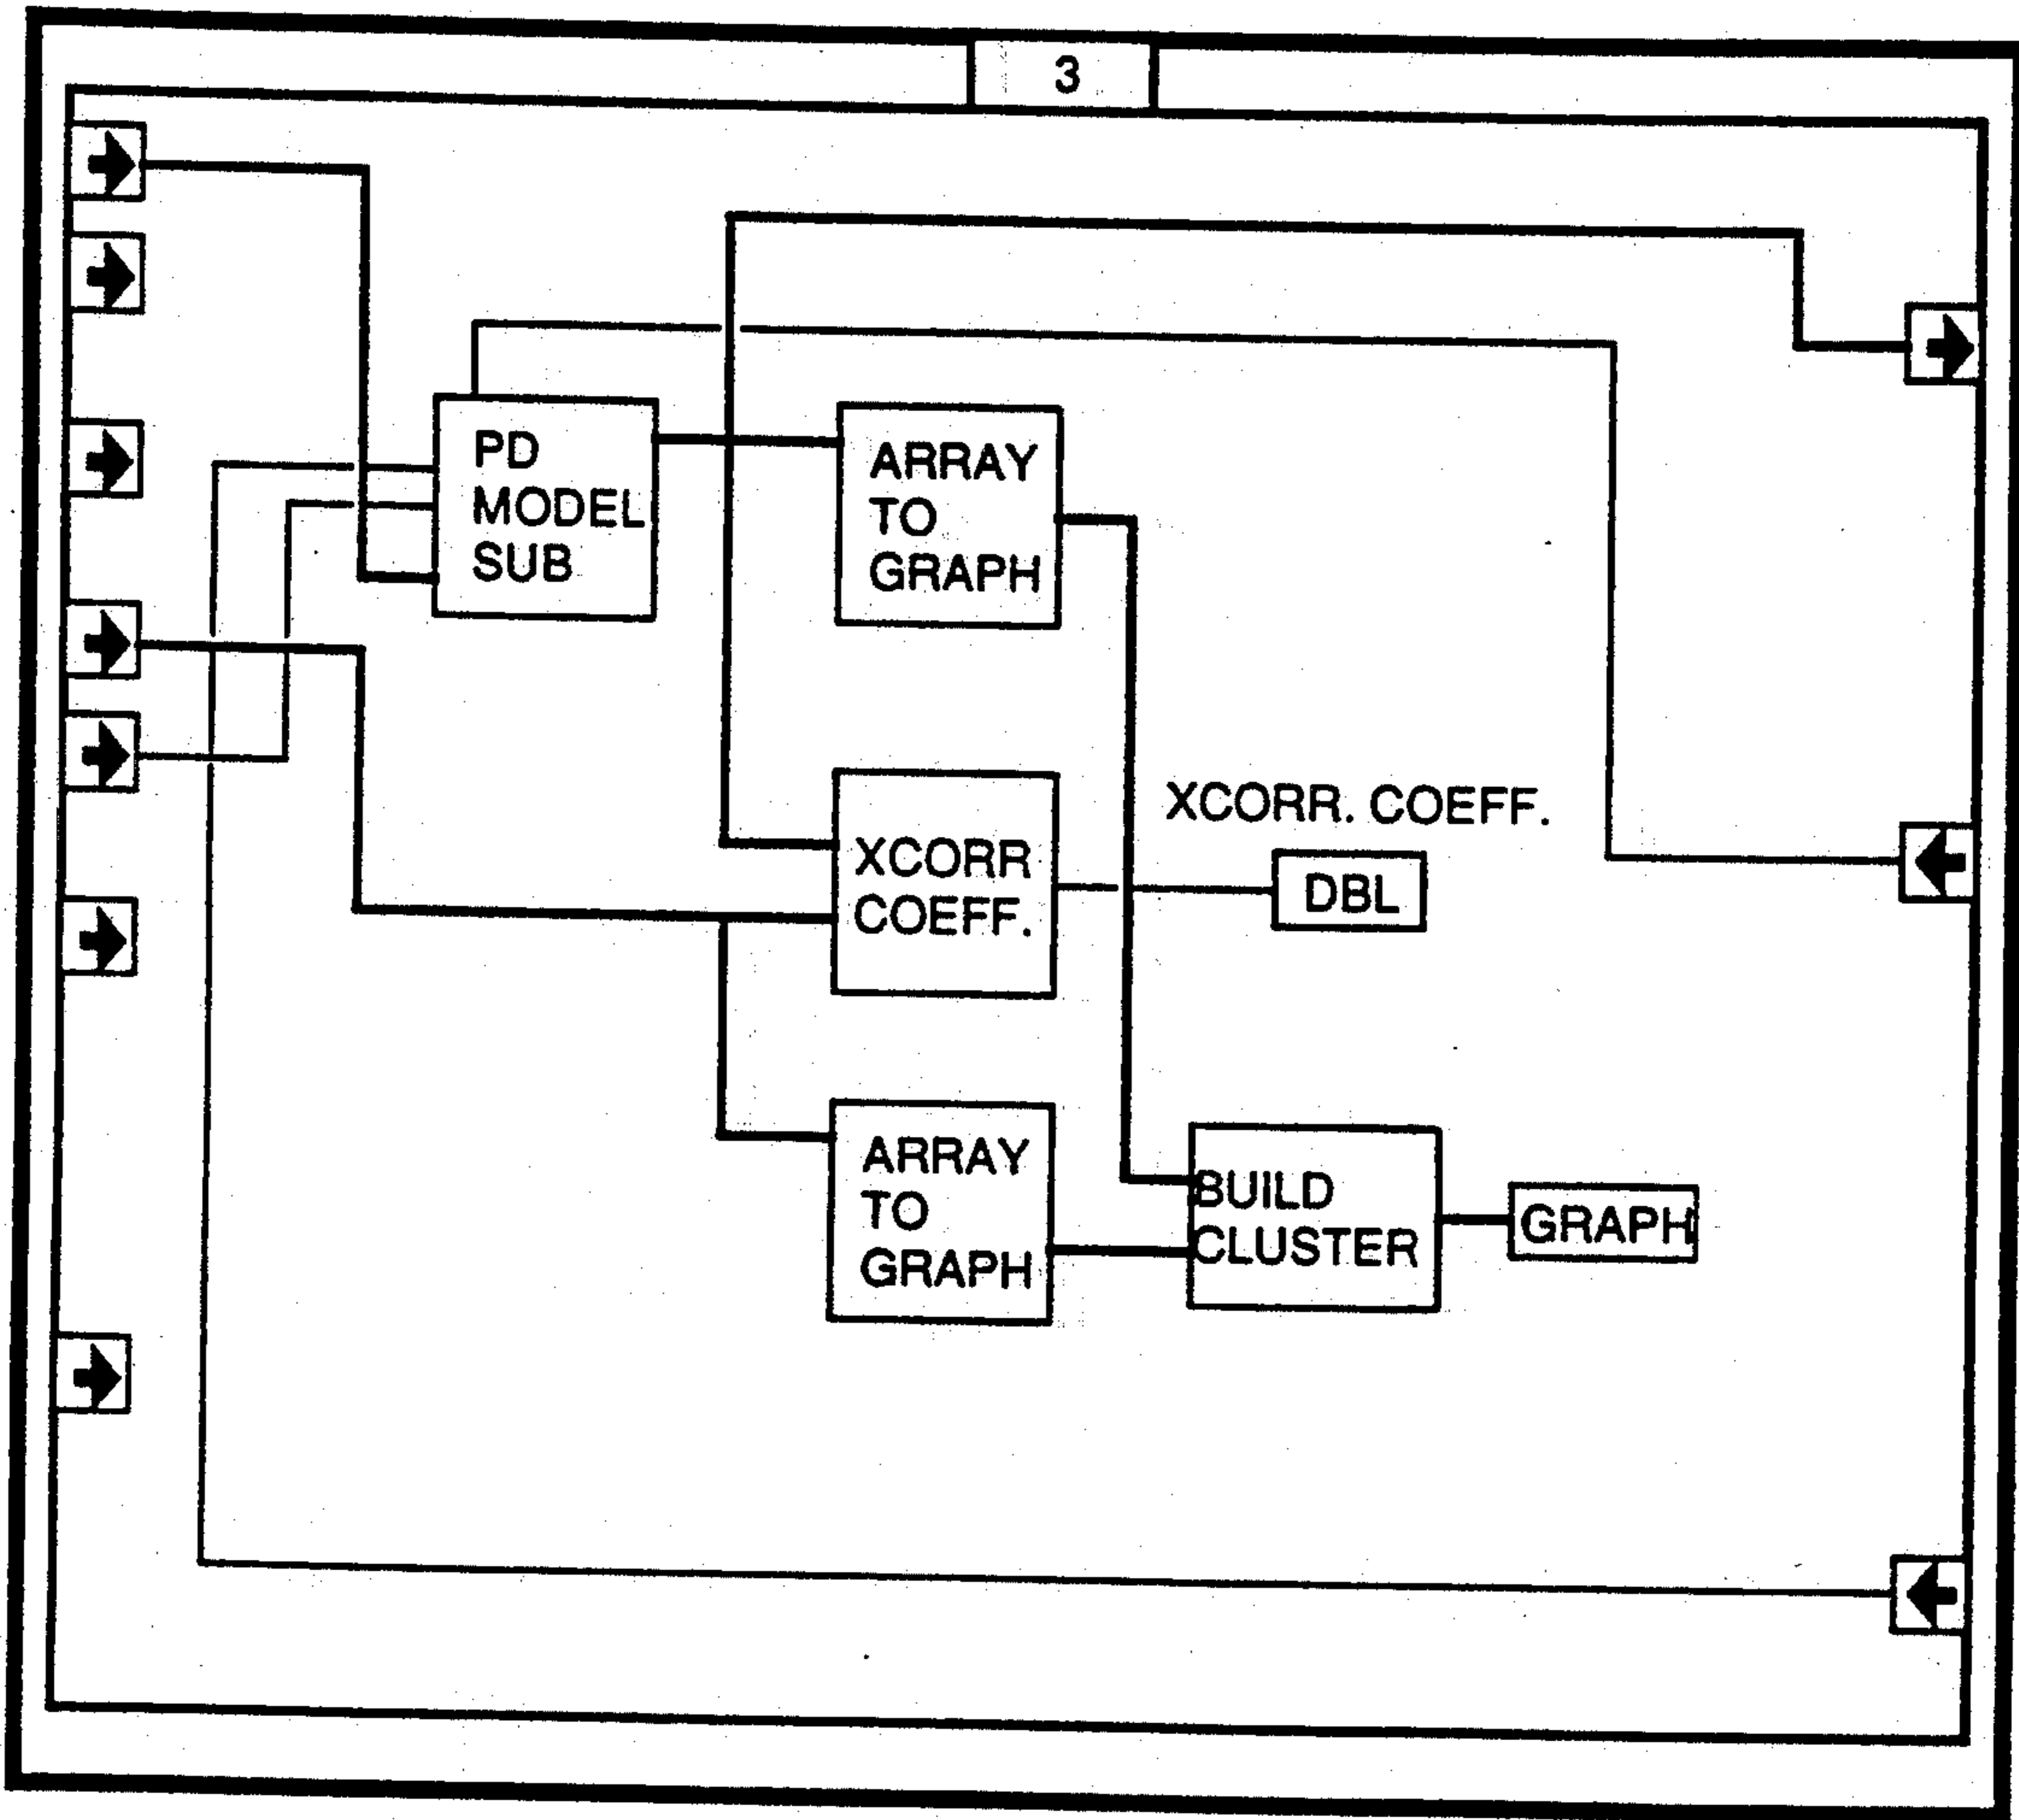 3
PD
MODEL
SUB
ARRAY
TO
GRAPH
XCORR
COEFF.
XCORR. COEFF.
DBL
ARRAY
TO
GRAPH
BUILD
CLUSTER
GRAPH